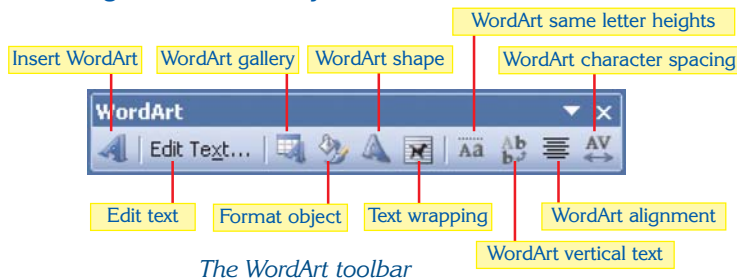 WordArt same letter heights
Insert WordArt WordArt gallery WordArt shape WordArt character spacing
WordArt
Edit Text... Aa Ab b AV
Edit text Format object Text wrapping WordArt alignment
WordArt vertical text
The WordArt toolbar